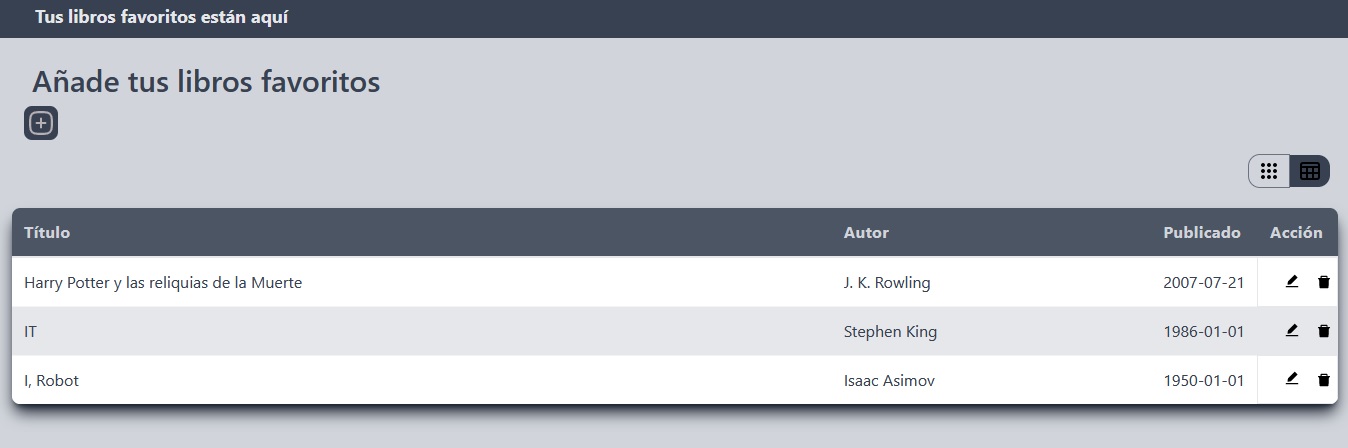 Tus libros favoritos están aquí
Añade tus libros favoritos
Título Autor Publicado Acción
Harry Potter y las reliquias de la Muerte J. K. Rowling 2007-07-21
IT Stephen King 1986-01-01
I, Robot Isaac Asimov 1950-01-01